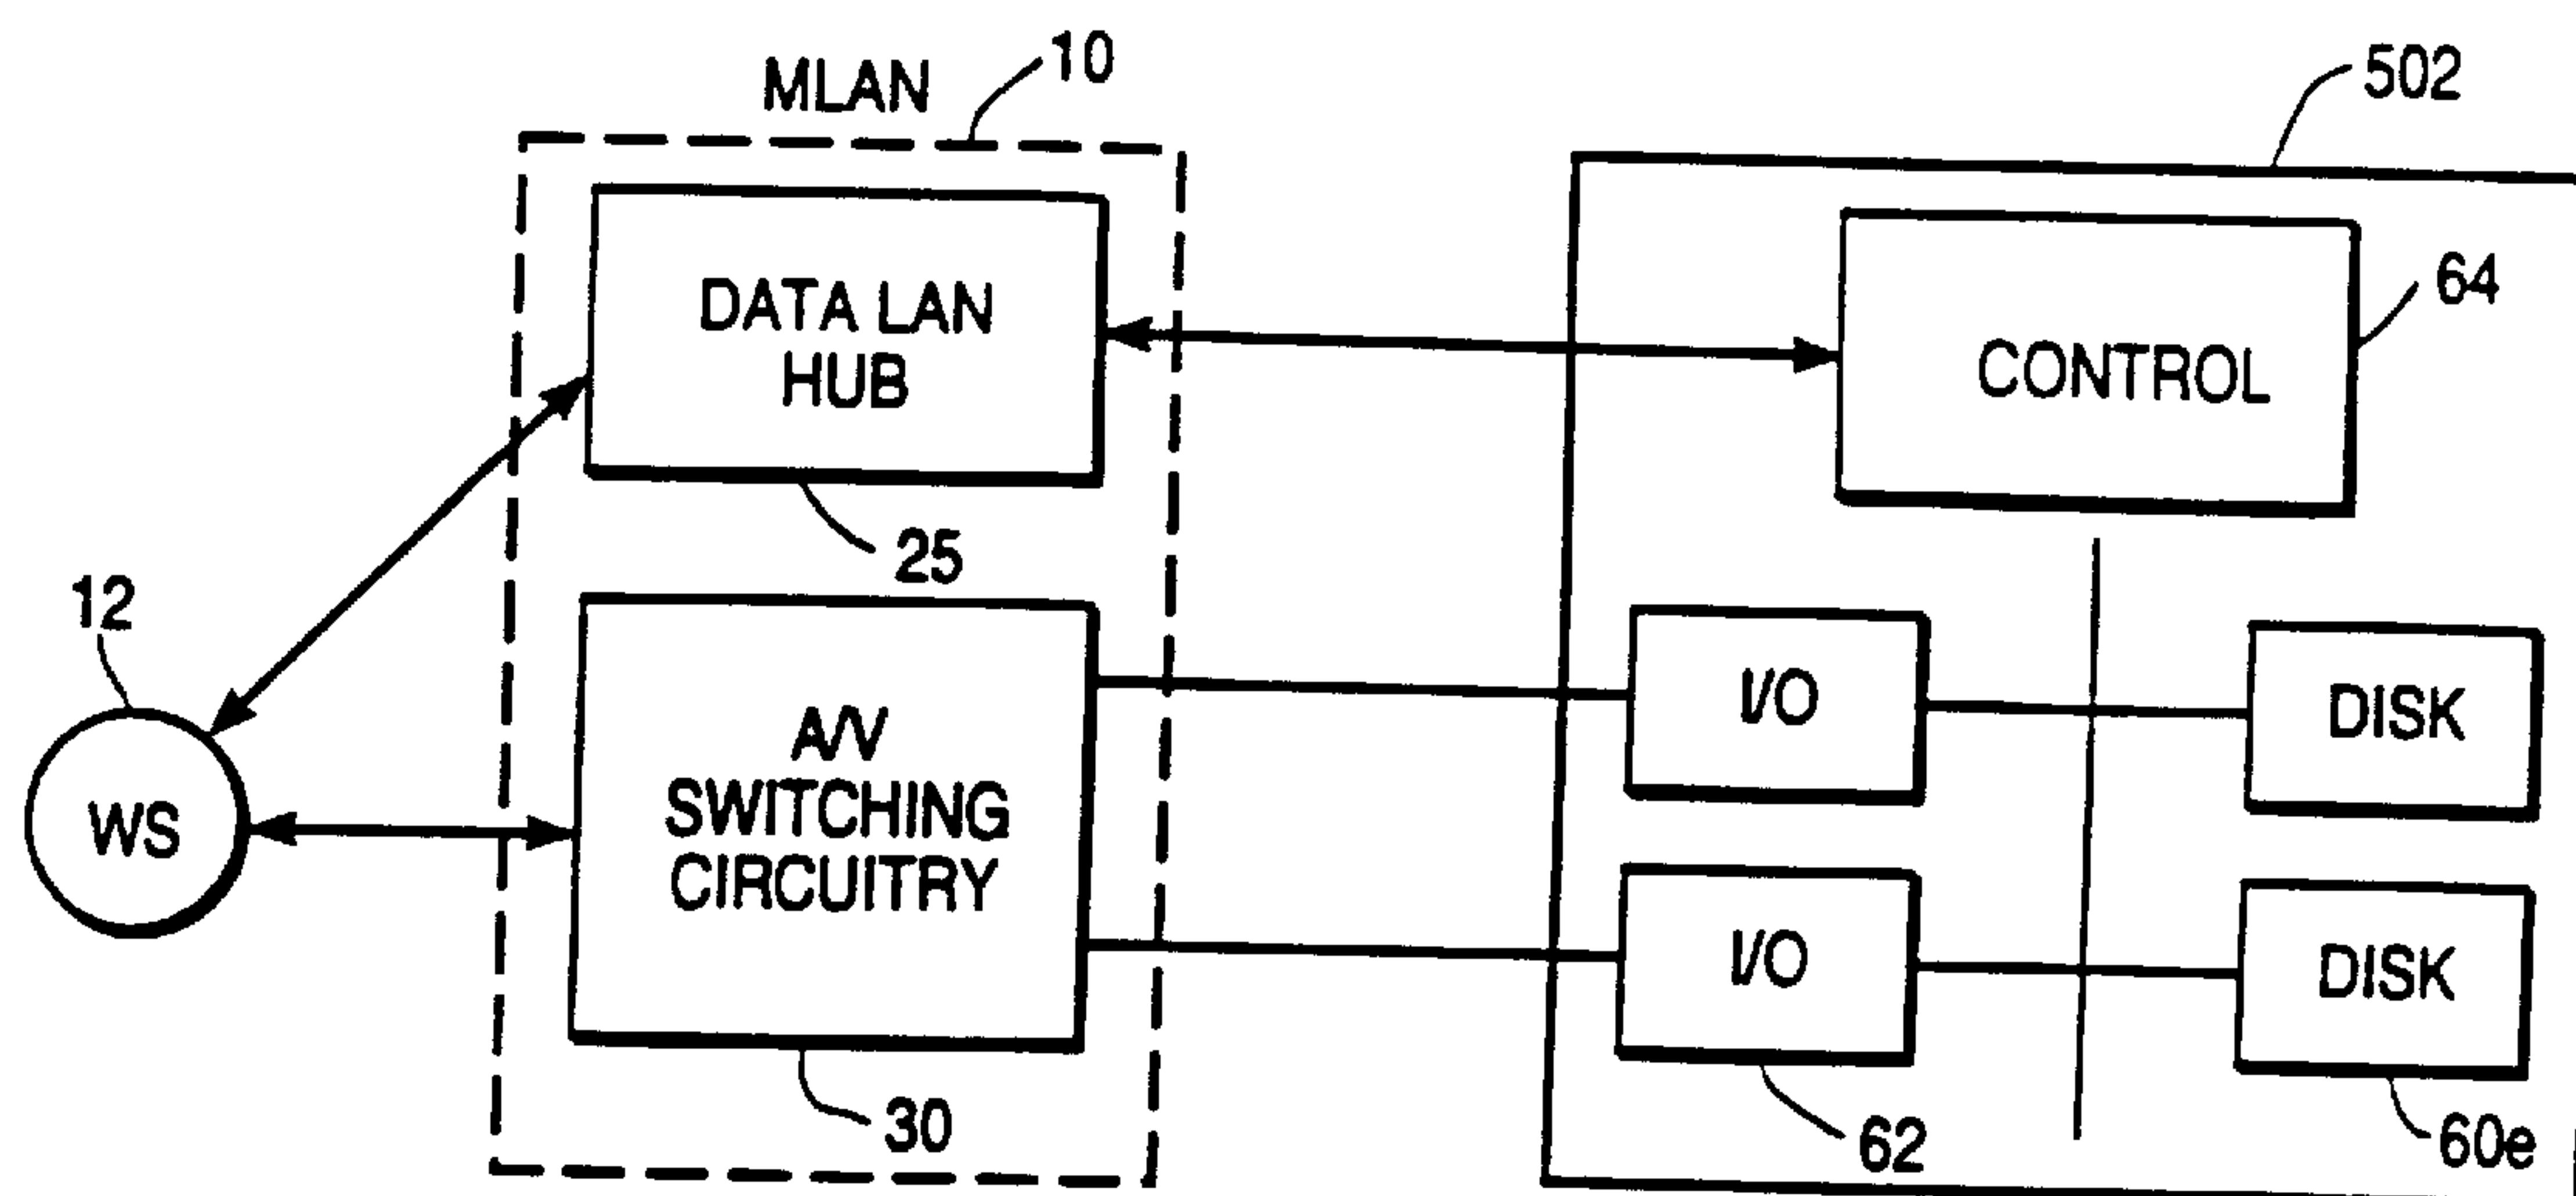 MLAN
10
502
DATA LAN
HUB
CONTROL
64
25
12
WS
A/V
SWITCHING
CIRCUITRY
I/O
DISK
I/O
DISK
30
62
60e